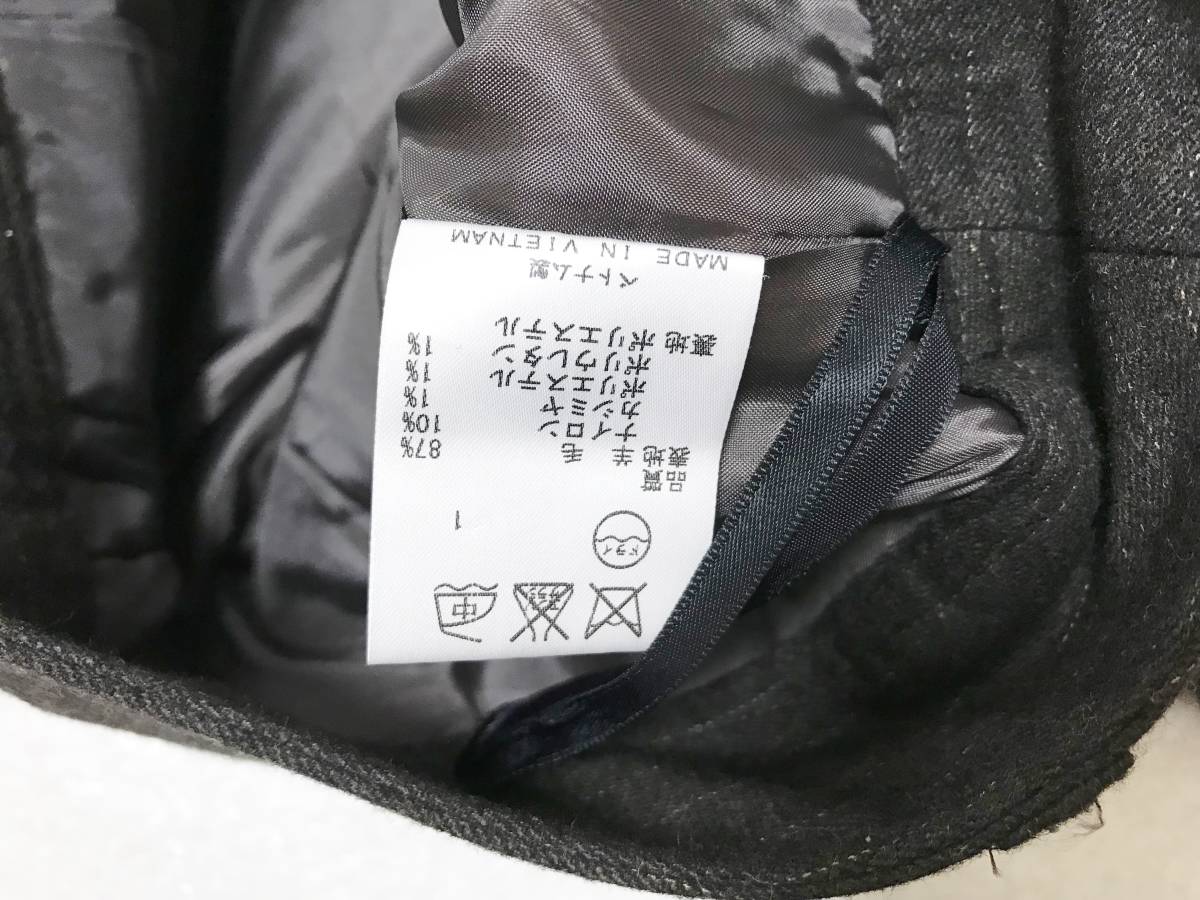 中
ドライ
1
品質
表地 羊 毛 87%
ナイロン 10%
カシミヤ 1%
ポリエステル 1%
ポリウレタン 1%
裏地 ポリエステル
ベトナム製
MADE IN VIETNAM